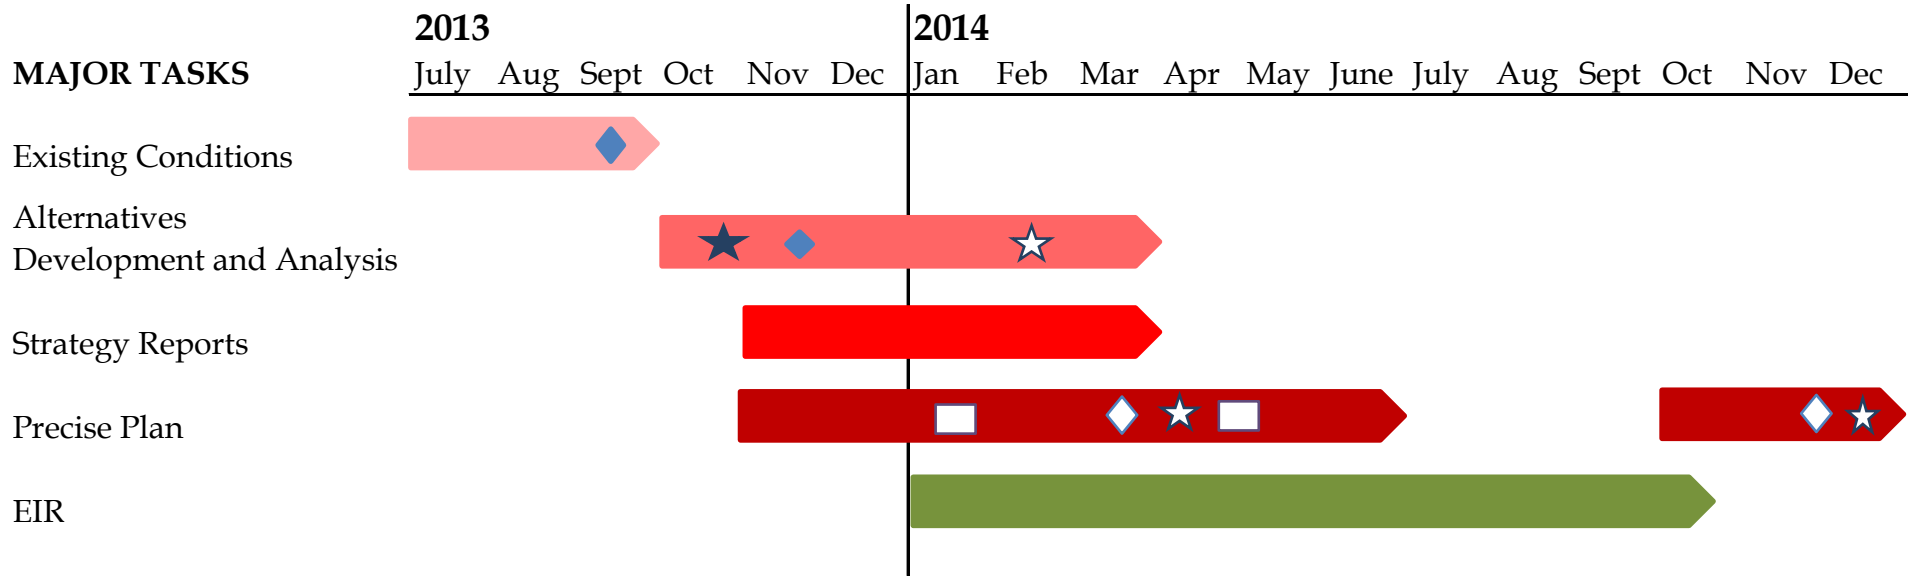 2013 2014
MAJOR TASKS July Aug Sept Oct Nov Dec Jan Feb Mar Apr May June July Aug Sept Oct Nov Dec
Existing Conditions
Alternatives
Development and Analysis
Strategy Reports
Precise Plan
EIR